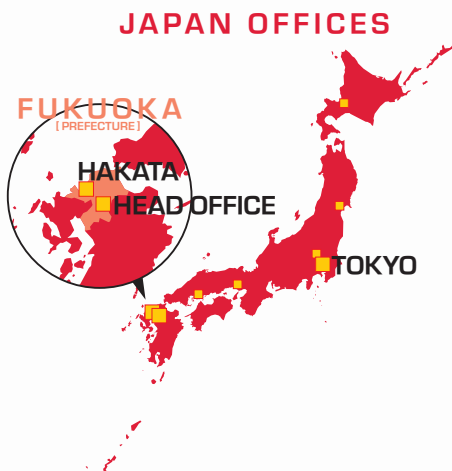 JAPAN OFFICES
FUKUOKA
[ PREFECTURE ]
HAKATA
HEAD OFFICE
TOKYO